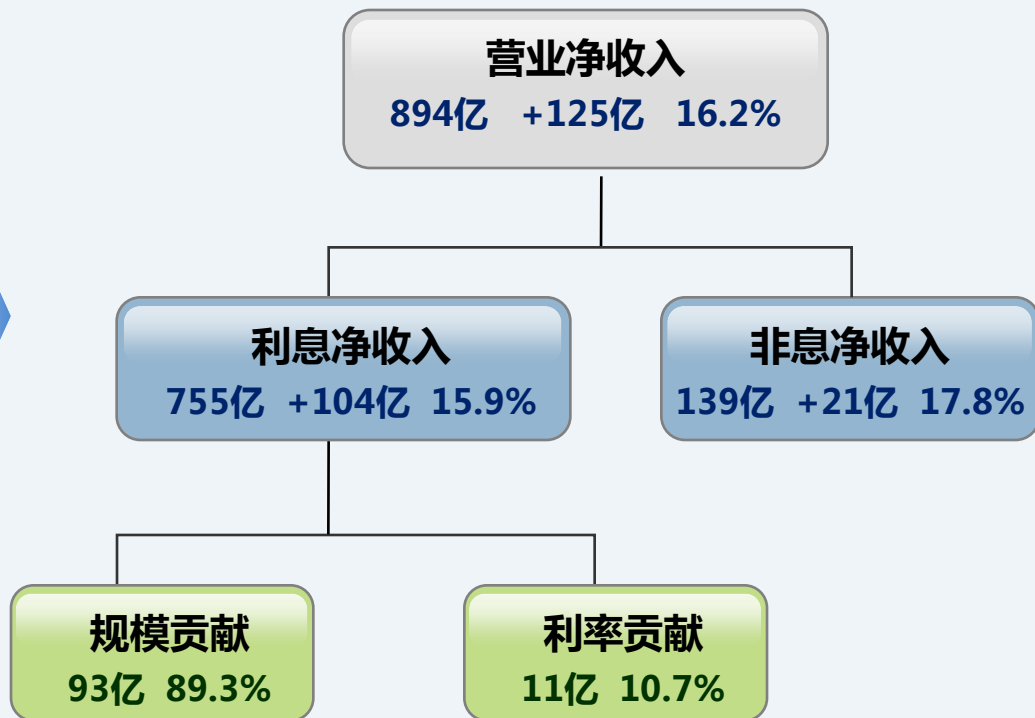 营业净收入
894亿 +125亿 16.2%
利息净收入
755亿 +104亿 15.9%
非息净收入
139亿 +21亿 17.8%
规模贡献
93亿 89.3%
利率贡献
11亿 10.7%